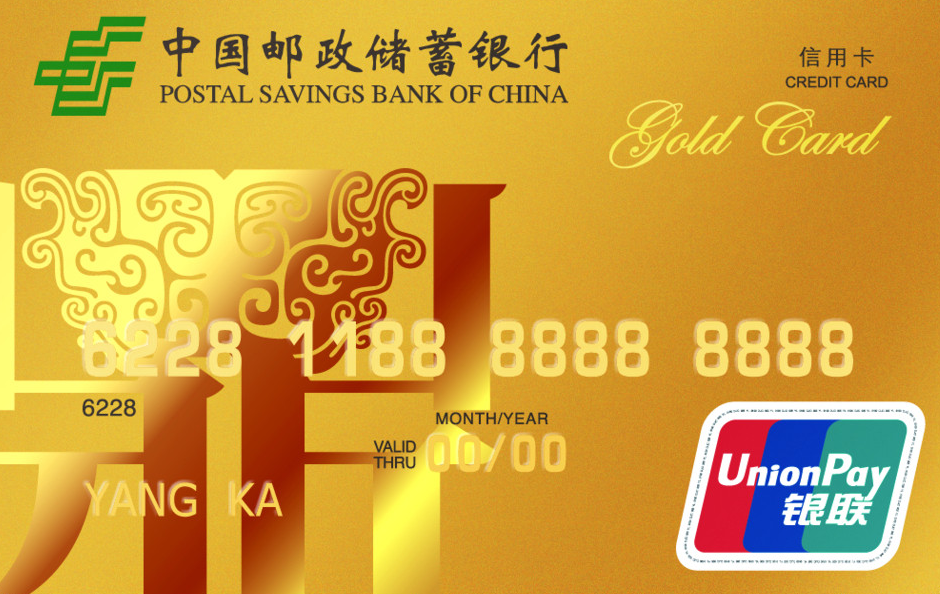 中国邮政储蓄银行
POSTAL SAVINGS BANK OF CHINA
信用卡
CREDIT CARD
Gold Card
6228 1188 8888 8888
6228
MONTH/YEAR
VALID
THRU
00/00
YANG KA
UnionPay
银联